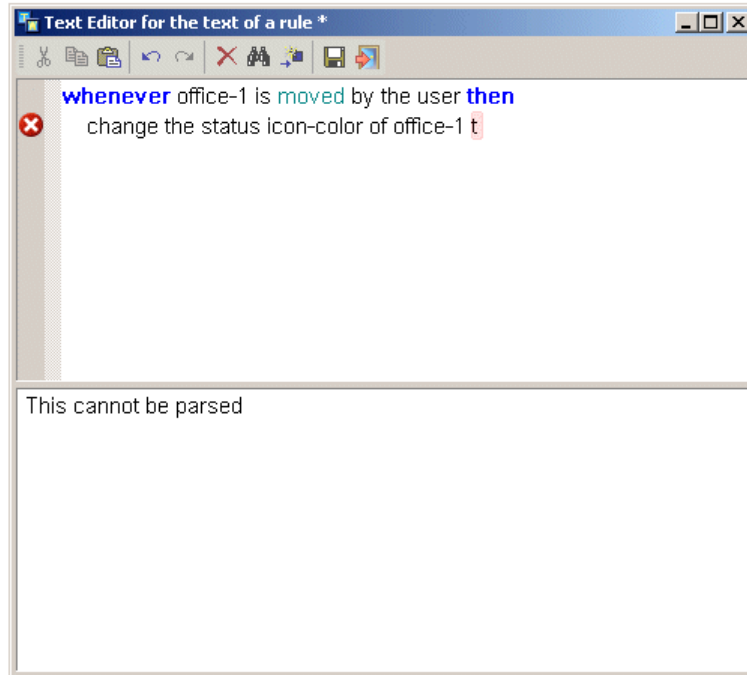 Text Editor for the text of a rule *
whenever office-1 is moved by the user then
change the status icon-color of office-1 t
This cannot be parsed